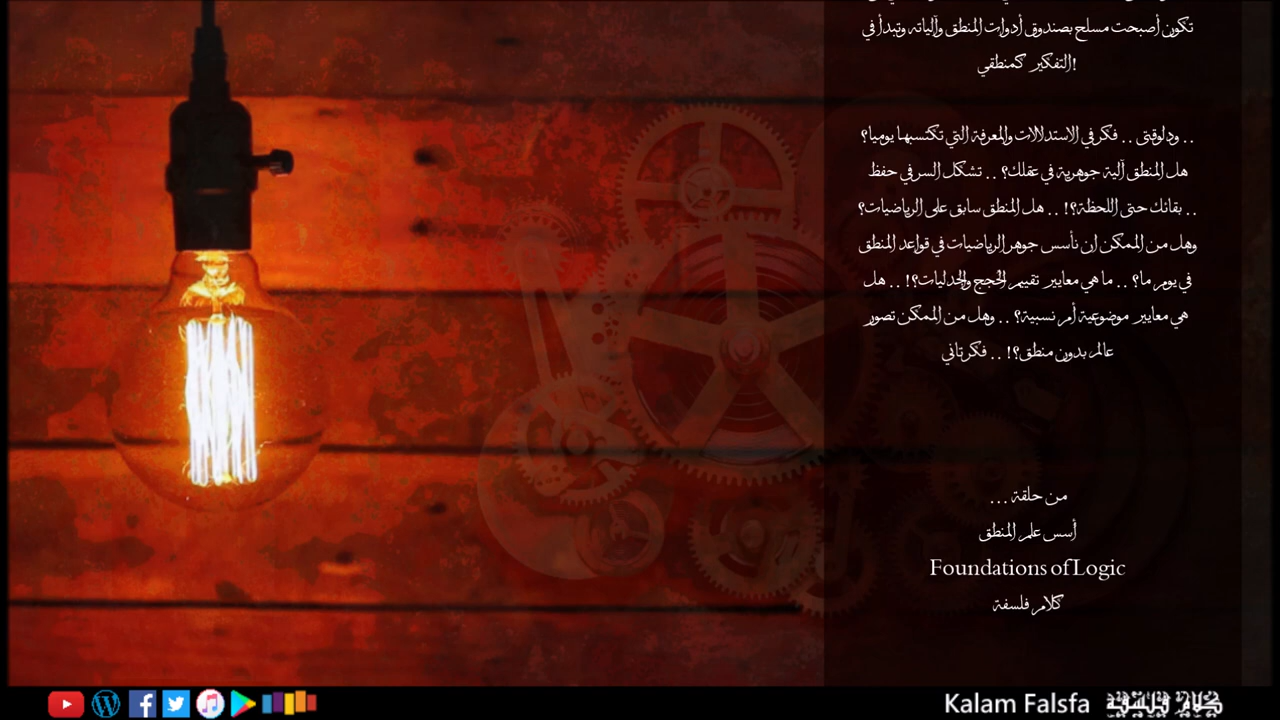 تكون أصبحت مسلح بصندوق أدوات المنطق وآلياته وتبدأ في
التفكير كمنطقي!
.. ودلوقتى .. فكر في الاستدلالات والمعرفة التي تكتسبها يوميا؟
هل المنطق آلية جوهرية في عقلك؟ .. تشكل السر في حفظ
بقائك حتى اللحظة؟! .. هل المنطق سابق على الرياضيات؟ ..
وهل من الممكن ان نأسس جوهر الرياضيات في قواعد المنطق
في يوم ما؟ .. ما هي معايير تقييم الحجج والجدليات؟! .. هل
هي معايير موضوعية أم نسبية؟ .. وهل من الممكن تصور
عالم بدون منطق؟! .. فكر تاني
من حلقة ...
أسس علم المنطق
Foundations of Logic
كلام فلسفة
Kalam Falsfa كلام فلسفة